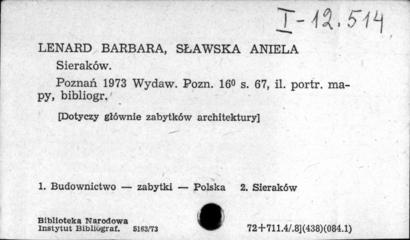 I-12.514
LENARD BARBARA, SŁAWSKA ANIELA
Sieraków.
Poznań 1973 Wydaw. Pozn. 16⁰ s. 67, il. portr. ma-
py, bibliogr.
[Dotyczy głównie zabytków architektury]
1. Budownictwo — zabytki — Polska 2. Sieraków
Biblioteka Narodowa
Instytut Bibliograf. 5163/73
72+711.4/.8](438)(084.1)